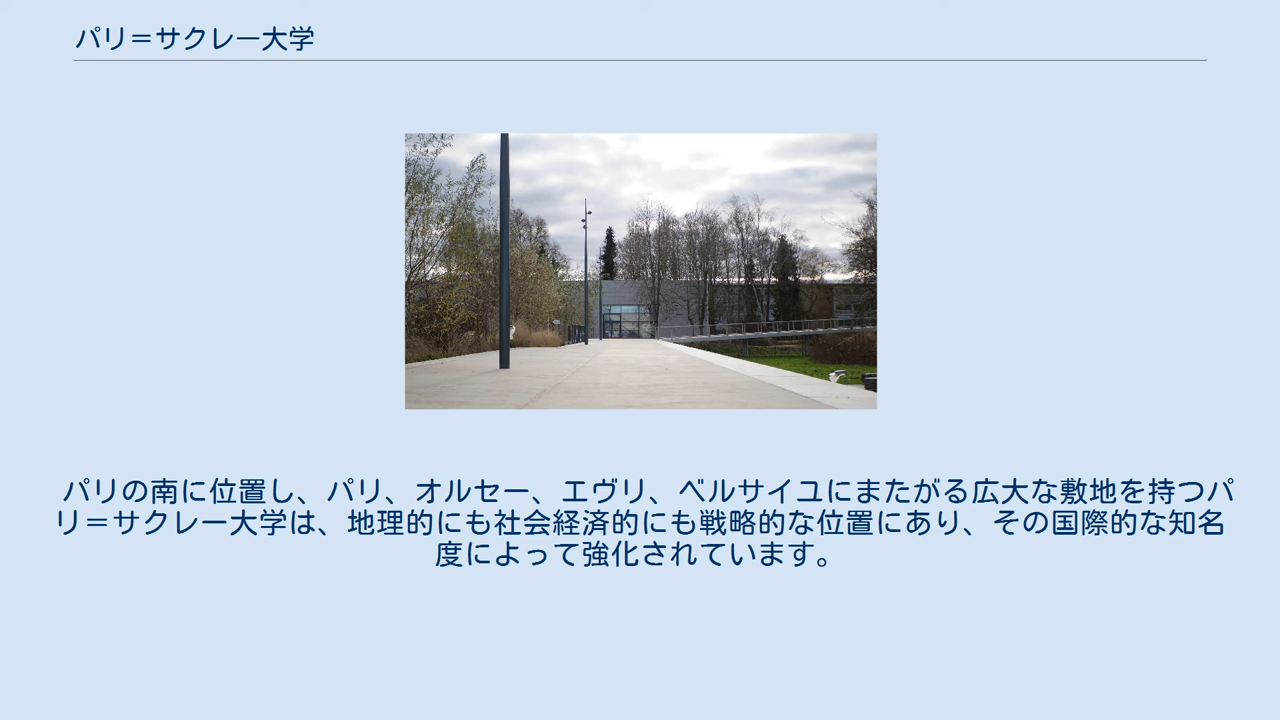 パリ＝サクレー大学
パリの南に位置し、パリ、オルセー、エヴリ、ベルサイユにまたがる広大な敷地を持つパ
リ＝サクレー大学は、地理的にも社会経済的にも戦略的な位置にあり、その国際的な知名
度によって強化されています。